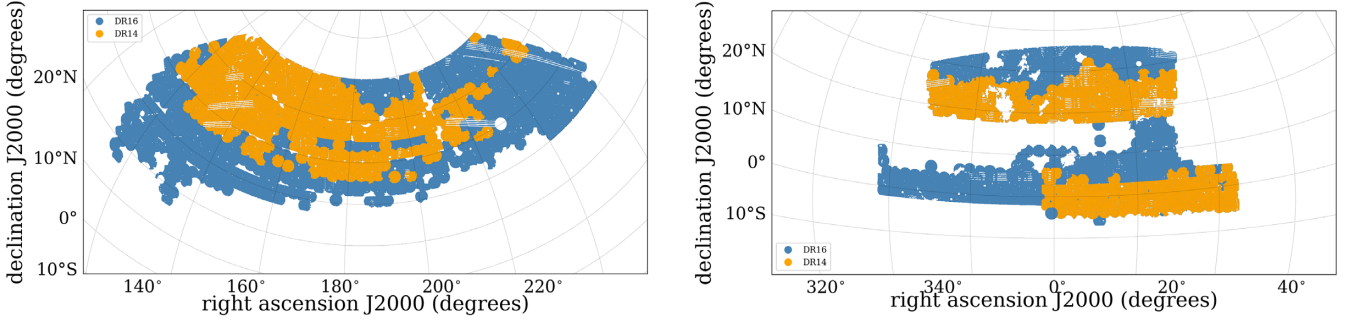 DR16
DR14
20°N
10°N
0°
10°S
declination J2000 (degrees)
140°
160°
180°
200°
220°
right ascension J2000 (degrees)
20°N
10°N
0°
10°S
declination J2000 (degrees)
DR16
DR14
320°
340°
0°
20°
40°
right ascension J2000 (degrees)